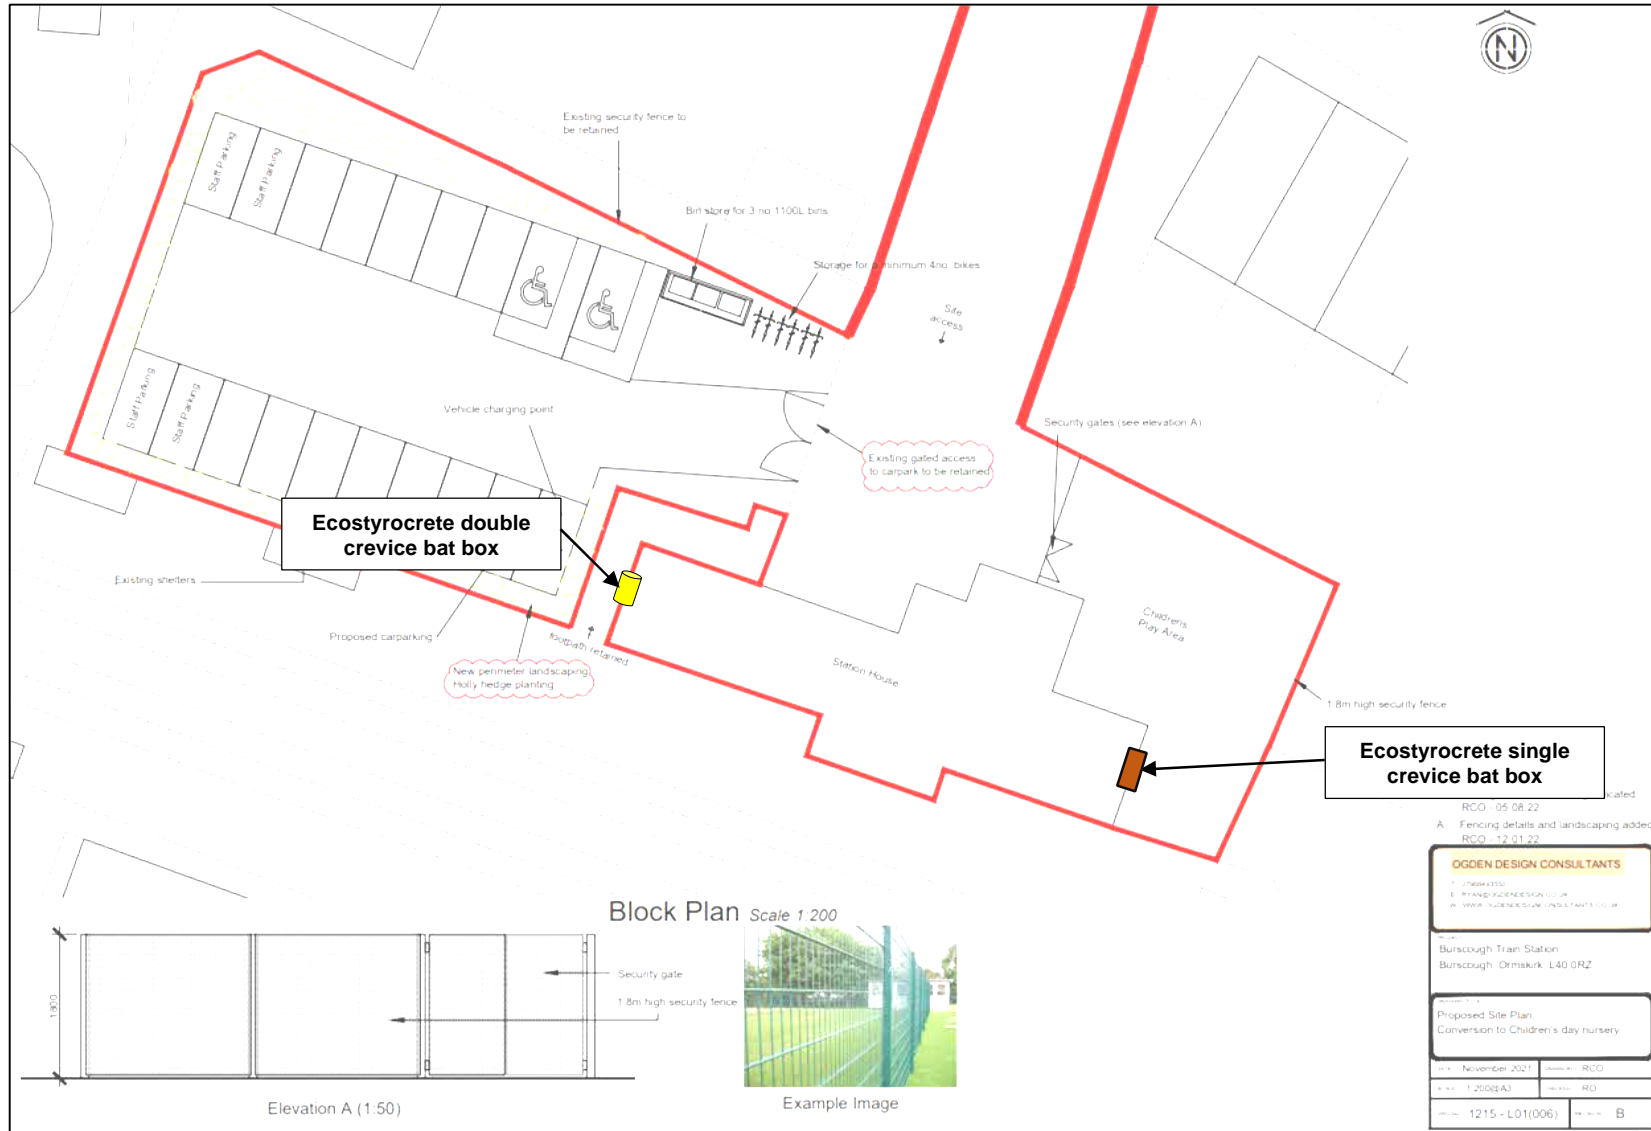 N
Existing security fence to
be retained
Staff Parking
Staff Parking
Bin store for 3 no 1100L bins
Storage for a minimum 4no. bikes
Site
access
Staff Parking
Staff Parking
Vehicle charging point
Security gates (see elevation A)
Existing gated access
to carpark to be retained
Ecostyrocrete double
crevice bat box
Existing shelters
Proposed carparking
footpath retained
New perimeter landscaping
Holly hedge planting
Childrens
Play Area
Station House
1.8m high security fence
Ecostyrocrete single
crevice bat box
RCO - 05.08.22
A Fencing details and landscaping added
RCO - 12.01.22
OGDEN DESIGN CONSULTANTS
Burscough Train Station
Burscough. Ormskirk. L40 0RZ
Proposed Site Plan
Conversion to Children's day nursery
November 2021 RCO
1:200@A3 RO
1215 - L01(006) B
Block Plan Scale 1:200
1800
Security gate
1.8m high security fence
Elevation A (1:50)
Example Image